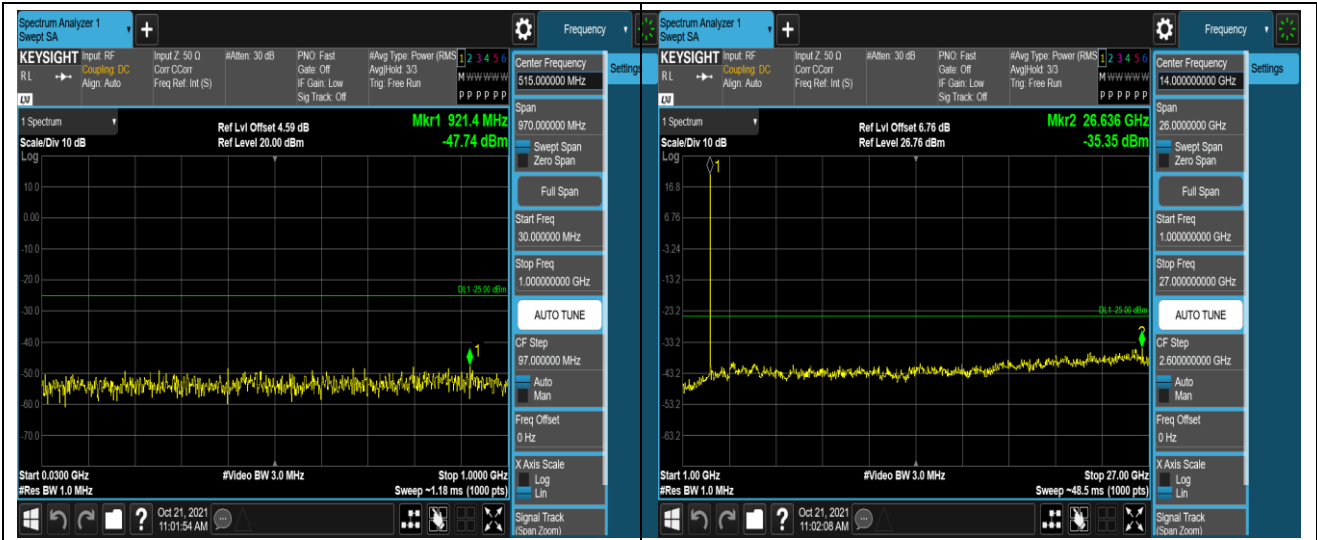 Spectrum Analyzer 1
Swept SA
Frequency
KEYSIGHT
Input: RF
Coupling: DC
Align: Auto
Input Z: 50 Ω
Corr CCorr
Freq Ref: Int (S)
#Atten: 30 dB
PNO: Fast
Gate: Off
IF Gain: Low
Sig Track: Off
#Avg Type: Power (RMS
Avg|Hold: 3/3
Trig: Free Run
1 2 3 4 5 6
M W W W W W
P P P P P P
RL
LXI
Center Frequency
515.000000 MHz
Settings
Span
970.000000 MHz
Swept Span
Zero Span
Full Span
Start Freq
30.000000 MHz
Stop Freq
1.000000000 GHz
AUTO TUNE
CF Step
97.000000 MHz
Auto
Man
Freq Offset
0 Hz
X Axis Scale
Log
Lin
Signal Track
(Span Zoom)
1 Spectrum
Scale/Div 10 dB
Log
Ref Lvl Offset 4.59 dB
Ref Level 20.00 dBm
Mkr1 921.4 MHz
-47.74 dBm
10.0
0.00
-10.0
-20.0
DL1 -25.00 dBm
-30.0
-40.0
1
-50.0
-60.0
-70.0
Start 0.0300 GHz
#Res BW 1.0 MHz
#Video BW 3.0 MHz
Stop 1.0000 GHz
Sweep ~1.18 ms (1000 pts)
Oct 21, 2021
11:01:54 AM
Spectrum Analyzer 1
Swept SA
Frequency
KEYSIGHT
Input: RF
Coupling: DC
Align: Auto
Input Z: 50 Ω
Corr CCorr
Freq Ref: Int (S)
#Atten: 30 dB
PNO: Fast
Gate: Off
IF Gain: Low
Sig Track: Off
#Avg Type: Power (RMS
Avg|Hold: 3/3
Trig: Free Run
1 2 3 4 5 6
M W W W W W
P P P P P P
RL
LXI
Center Frequency
14.000000000 GHz
Settings
Span
26.0000000 GHz
Swept Span
Zero Span
Full Span
Start Freq
1.000000000 GHz
Stop Freq
27.000000000 GHz
AUTO TUNE
CF Step
2.600000000 GHz
Auto
Man
Freq Offset
0 Hz
X Axis Scale
Log
Lin
Signal Track
(Span Zoom)
1 Spectrum
Scale/Div 10 dB
Log
Ref Lvl Offset 6.76 dB
Ref Level 26.76 dBm
Mkr2 26.636 GHz
-35.35 dBm
1
16.8
6.76
-3.24
-13.2
-23.2
DL1 -25.00 dBm
-33.2
2
-43.2
-53.2
-63.2
Start 1.00 GHz
#Res BW 1.0 MHz
#Video BW 3.0 MHz
Stop 27.00 GHz
Sweep ~48.5 ms (1000 pts)
Oct 21, 2021
11:02:08 AM